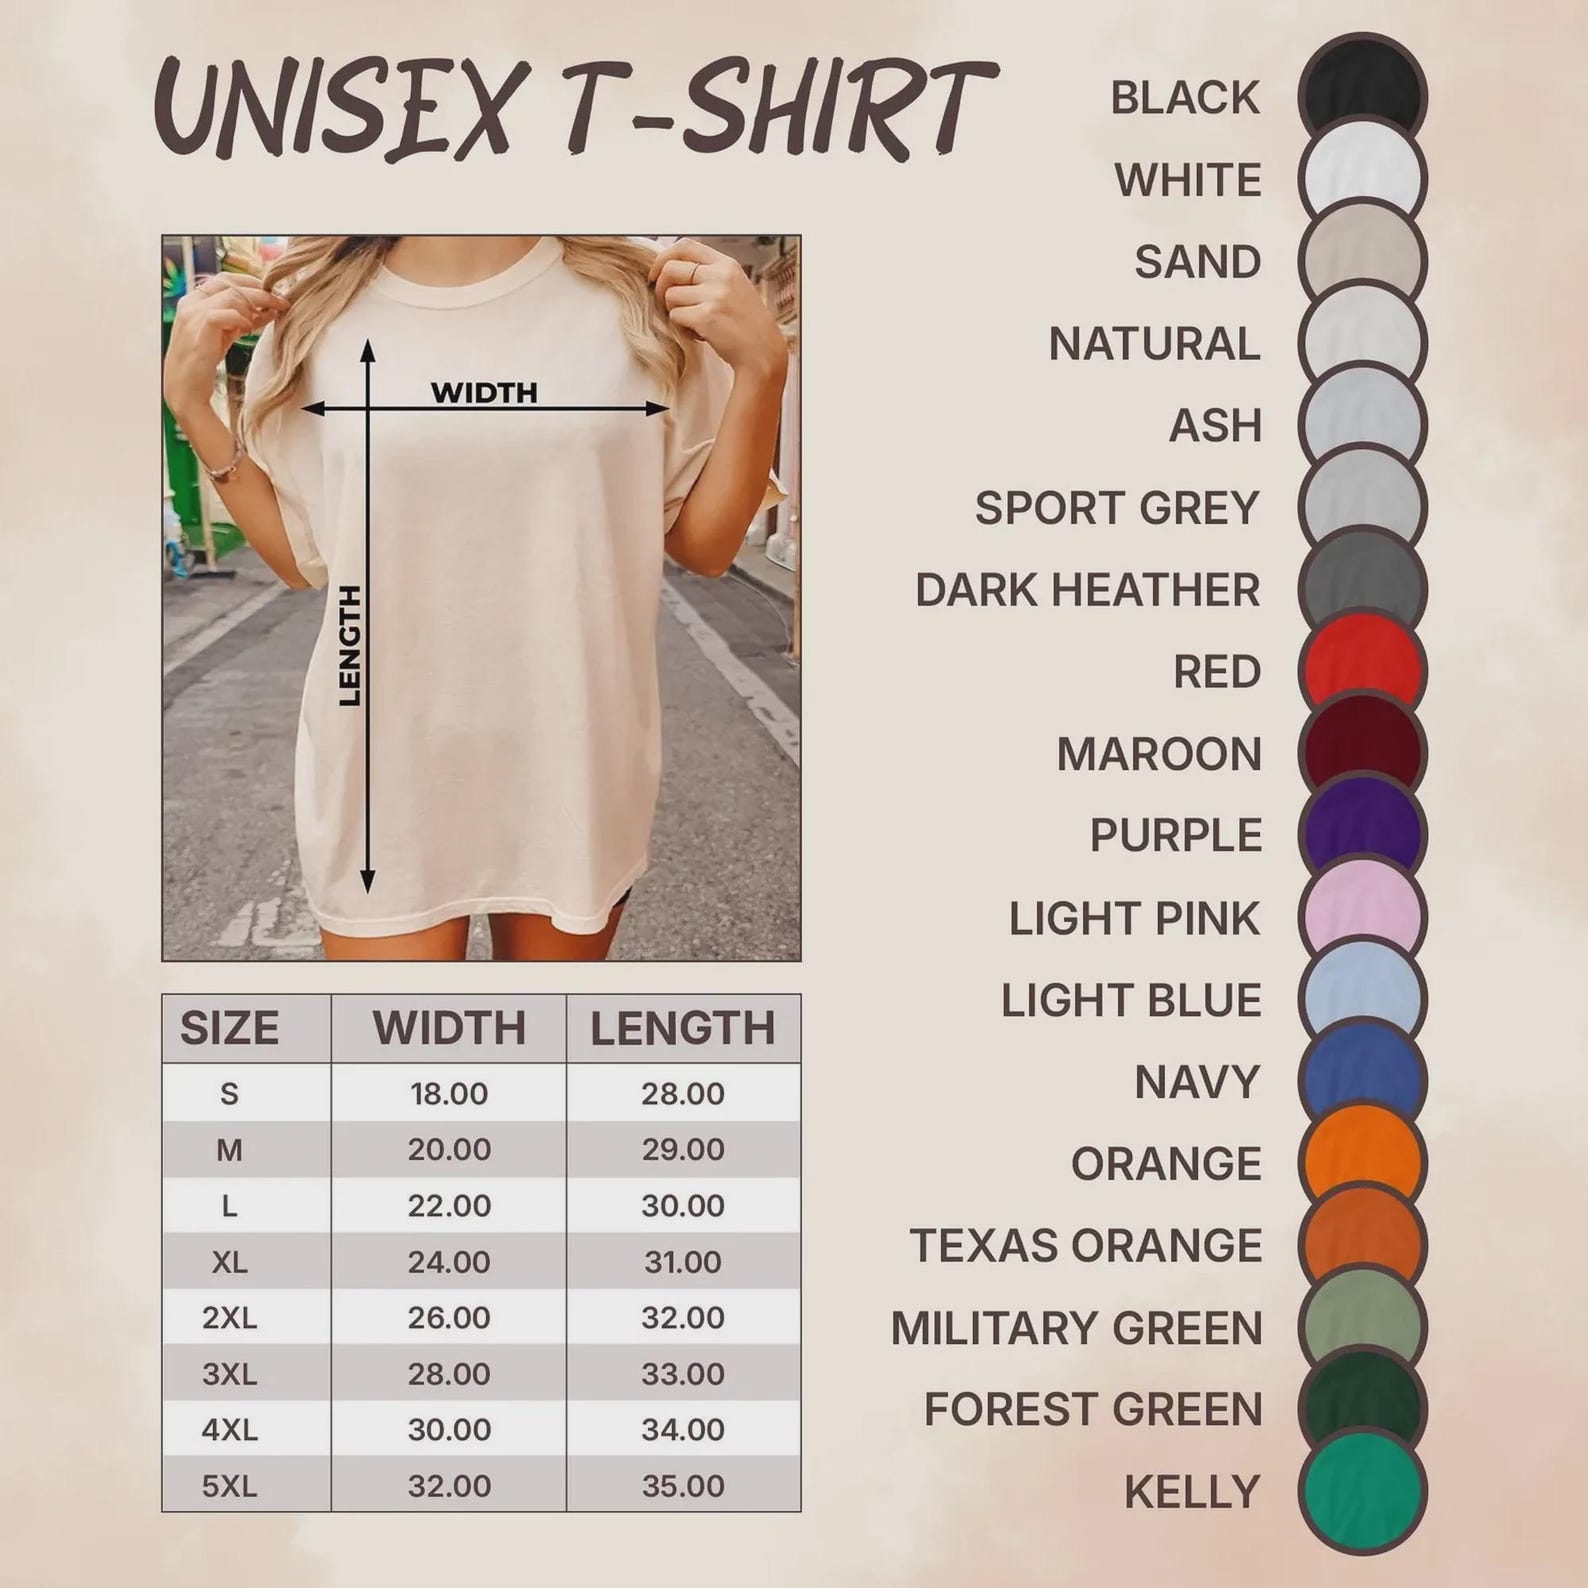 UNISEX T-SHIRT
WIDTH
LENGTH
SIZE WIDTH LENGTH
S 18.00 28.00
M 20.00 29.00
L 22.00 30.00
XL 24.00 31.00
2XL 26.00 32.00
3XL 28.00 33.00
4XL 30.00 34.00
5XL 32.00 35.00
BLACK
WHITE
SAND
NATURAL
ASH
SPORT GREY
DARK HEATHER
RED
MAROON
PURPLE
LIGHT PINK
LIGHT BLUE
NAVY
ORANGE
TEXAS ORANGE
MILITARY GREEN
FOREST GREEN
KELLY